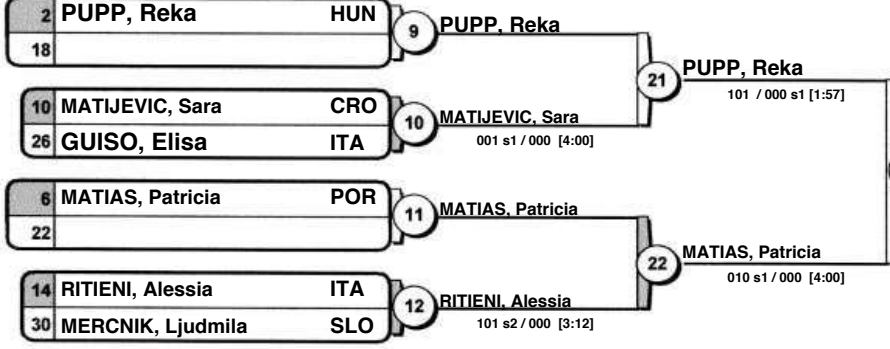 2 PUPP, Reka HUN
18
9 PUPP, Reka
10 MATIJEVIC, Sara CRO
26 GUISO, Elisa ITA
10 MATIJEVIC, Sara
001 s1 / 000 [4:00]
21 PUPP, Reka
101 / 000 s1 [1:57]
6 MATIAS, Patricia POR
22
11 MATIAS, Patricia
14 RITIENI, Alessia ITA
30 MERCNIK, Ljudmila SLO
12 RITIENI, Alessia
101 s2 / 000 [3:12]
22 MATIAS, Patricia
010 s1 / 000 [4:00]